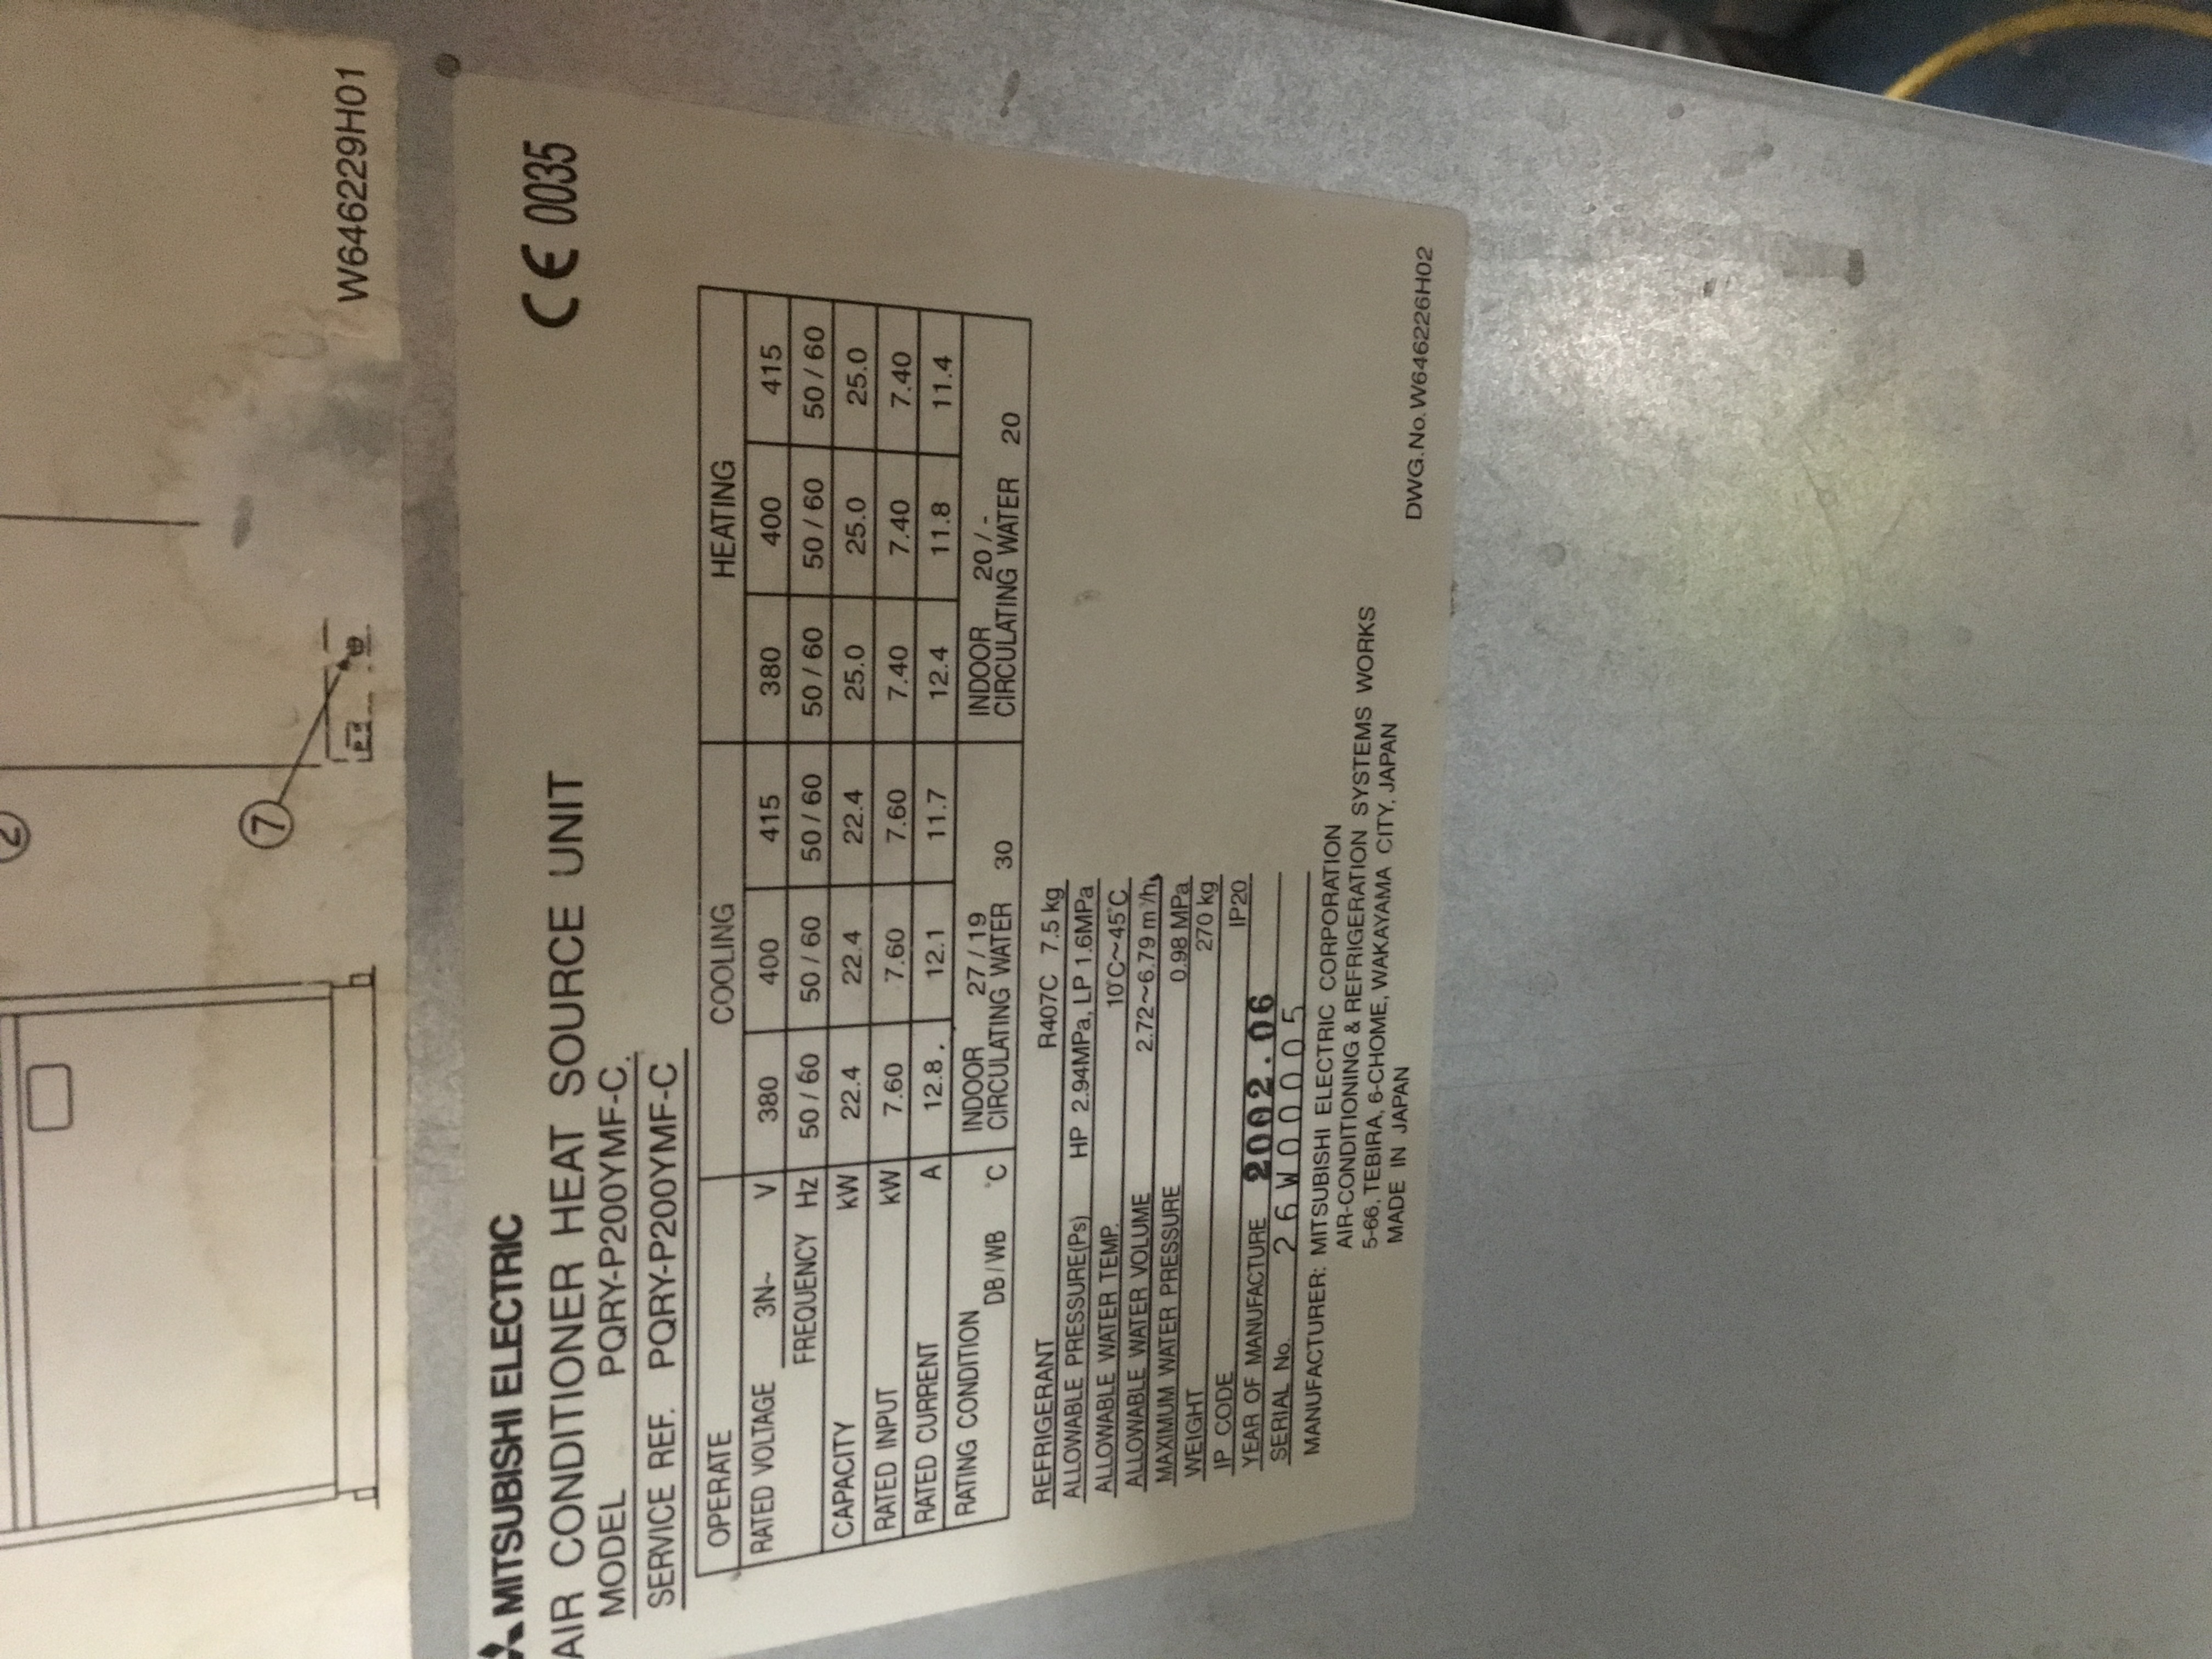 ②
⑦
W646229H01
MITSUBISHI ELECTRIC
CE 0035
AIR CONDITIONER HEAT SOURCE UNIT
MODEL PQRY-P200YMF-C
SERVICE REF. PQRY-P200YMF-C
OPERATE COOLING HEATING
RATED VOLTAGE 3N~ V 380 400 415 380 400 415
FREQUENCY Hz 50 / 60 50 / 60 50 / 60 50 / 60 50 / 60 50 / 60
CAPACITY kW 22.4 22.4 22.4 25.0 25.0 25.0
RATED INPUT kW 7.60 7.60 7.60 7.40 7.40 7.40
RATED CURRENT A 12.8 12.1 11.7 12.4 11.8 11.4
RATING CONDITION INDOOR 27 / 19 INDOOR 20 / -
DB / WB °C CIRCULATING WATER 30 CIRCULATING WATER 20
REFRIGERANT R407C 7.5 kg
ALLOWABLE PRESSURE(Ps) HP 2.94MPa, LP 1.6MPa
ALLOWABLE WATER TEMP. 10°C~45°C
ALLOWABLE WATER VOLUME 2.72~6.79 m³/h
MAXIMUM WATER PRESSURE 0.98 MPa
WEIGHT 270 kg
IP CODE IP20
YEAR OF MANUFACTURE 2002.06
SERIAL No. 26W00005
MANUFACTURER: MITSUBISHI ELECTRIC CORPORATION
AIR-CONDITIONING & REFRIGERATION SYSTEMS WORKS
5-66, TEBIRA, 6-CHOME, WAKAYAMA CITY, JAPAN
MADE IN JAPAN
DWG.No.W646226H02